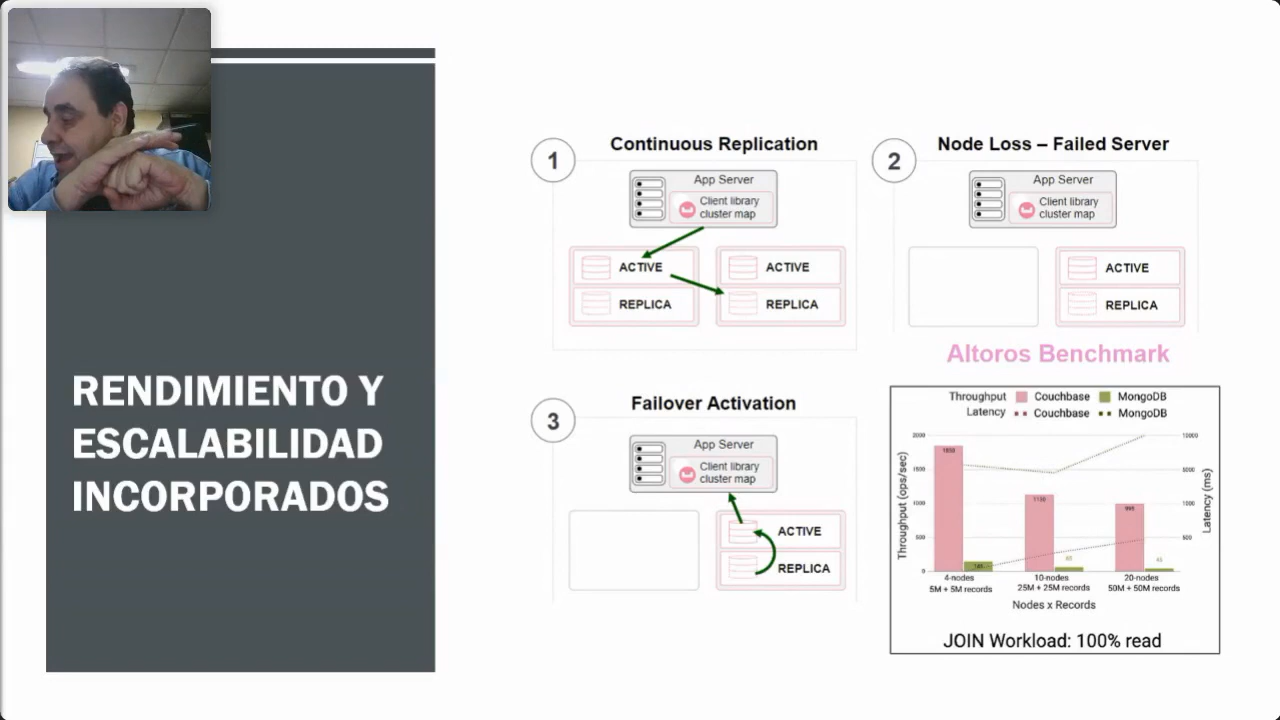 RENDIMIENTO Y
ESCALABILIDAD
INCORPORADOS
1
Continuous Replication
App Server
Client library
cluster map
ACTIVE
REPLICA
ACTIVE
REPLICA
2
Node Loss – Failed Server
App Server
Client library
cluster map
ACTIVE
REPLICA
3
Failover Activation
App Server
Client library
cluster map
ACTIVE
REPLICA
Altoros Benchmark
Throughput Couchbase MongoDB
Latency Couchbase MongoDB
Throughput (ops/sec)
2000
1500
1000
500
0
1850
1130
Latency (ms)
10000
5000
1000
500
4-nodes
5M + 5M records
10-nodes
25M + 25M records
20-nodes
50M + 50M records
Nodes x Records
JOIN Workload: 100% read